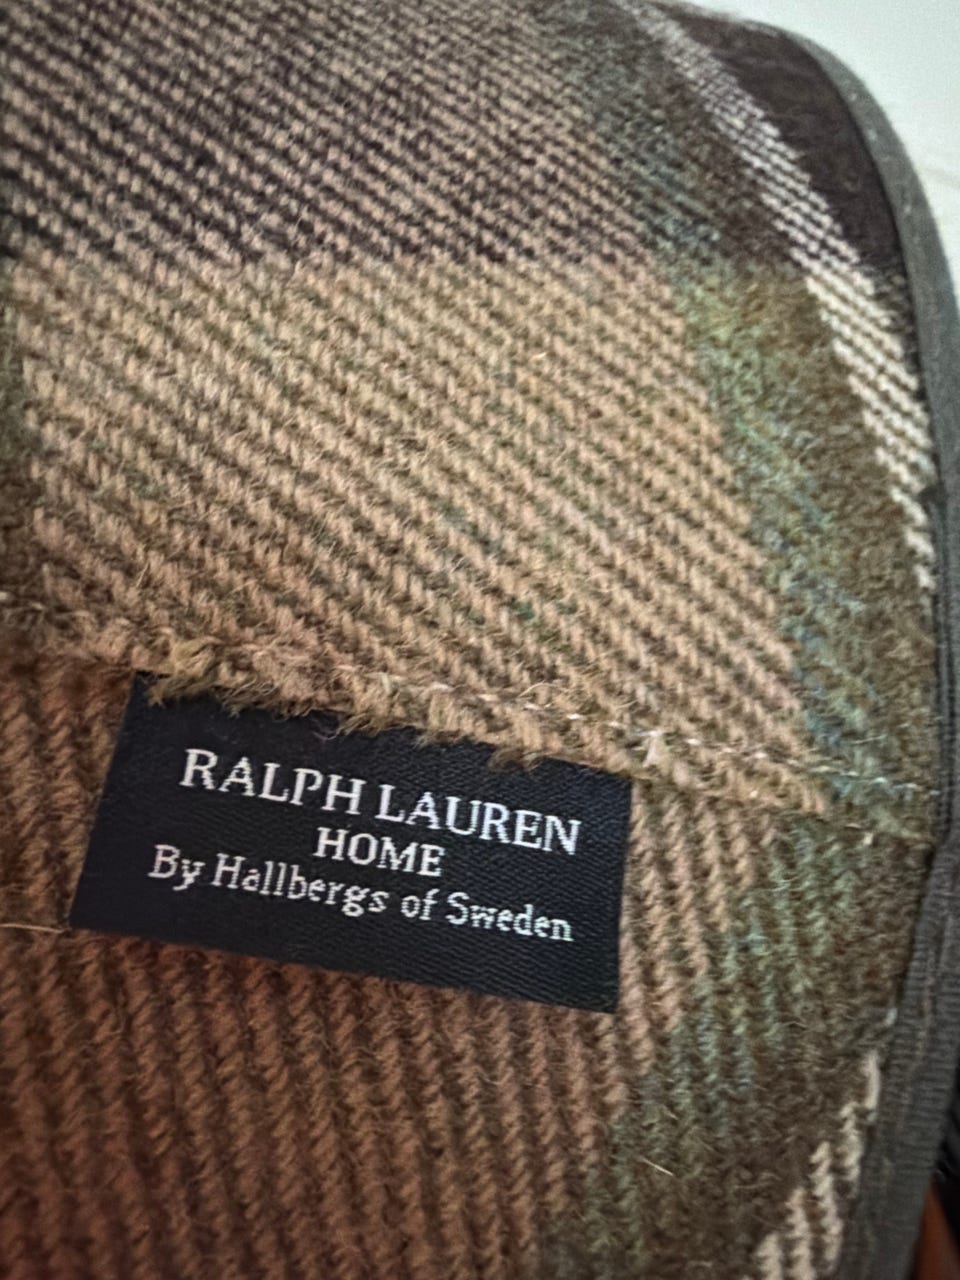 RALPH LAUREN
HOME
By Hallbergs of Sweden